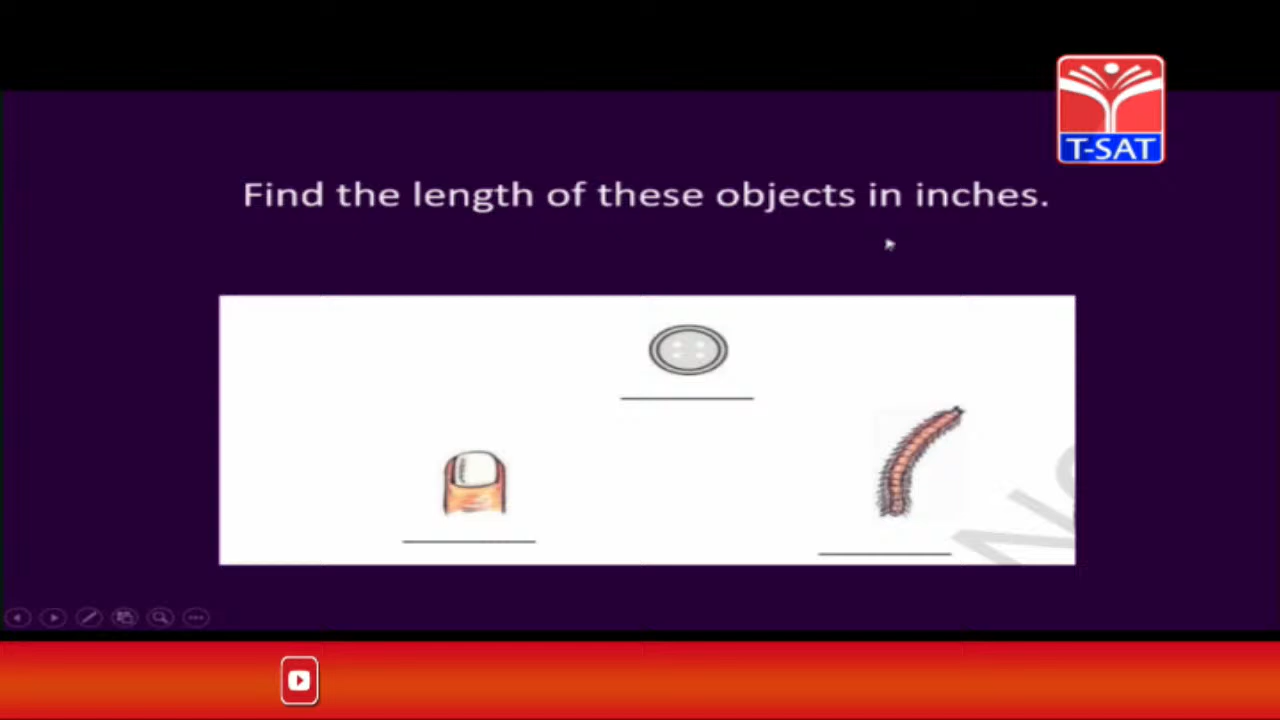 T-SAT
Find the length of these objects in inches.